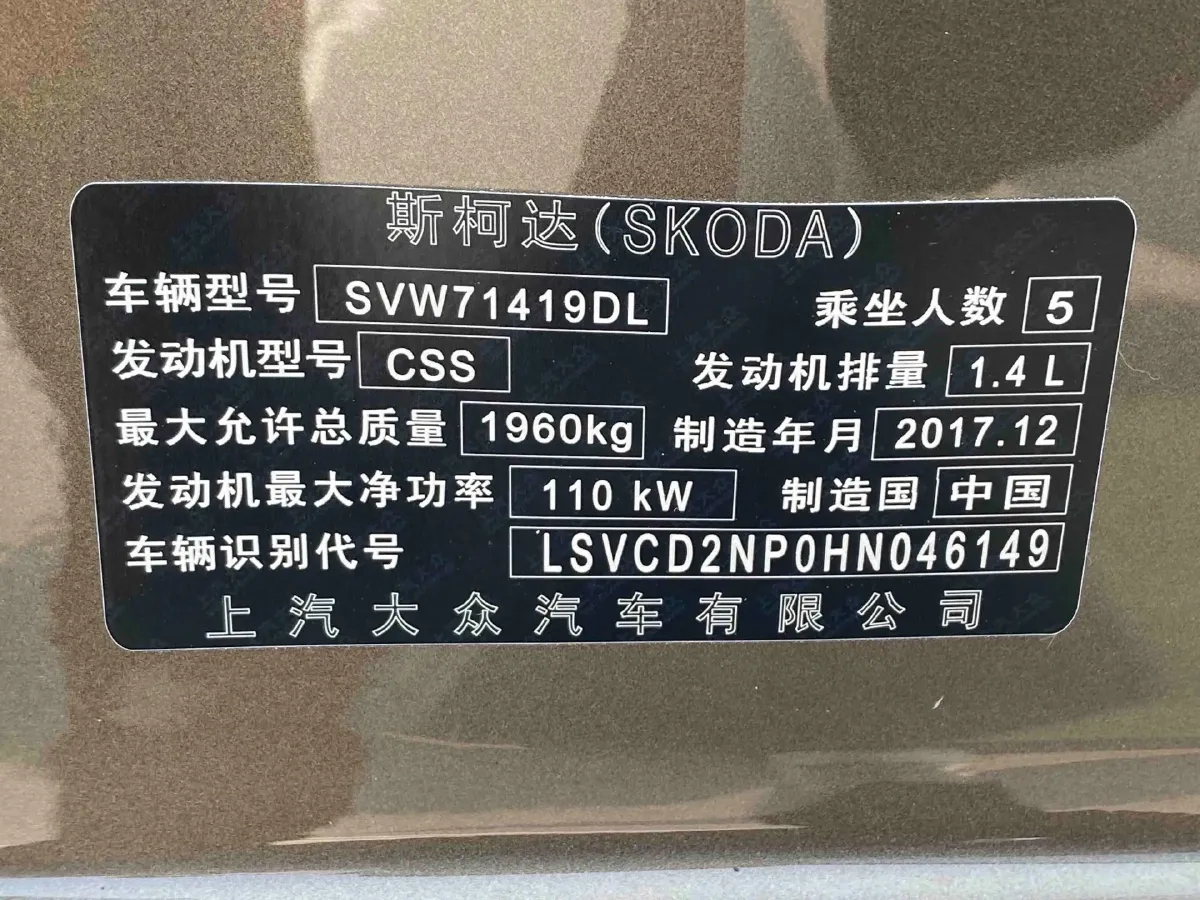 斯柯达(SKODA)
车辆型号 SVW71419DL 乘坐人数 5
发动机型号 CSS 发动机排量 1.4 L
最大允许总质量 1960kg 制造年月 2017.12
发动机最大净功率 110 kW 制造国 中国
车辆识别代号 LSVCD2NP0HN046149
上汽大众汽车有限公司